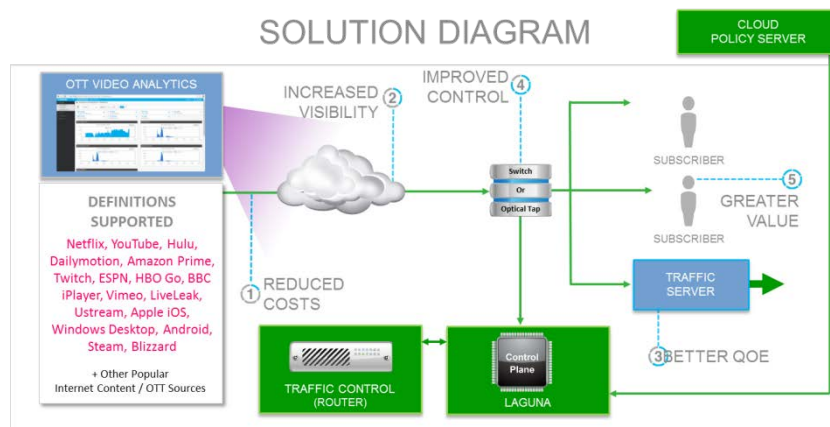 SOLUTION DIAGRAM
CLOUD
POLICY SERVER
OTT VIDEO ANALYTICS
INCREASED
VISIBILITY
2
IMPROVED
CONTROL
4
Switch
Or
Optical Tap
SUBSCRIBER
SUBSCRIBER
5
GREATER
VALUE
DEFINITIONS
SUPPORTED
Netflix, YouTube, Hulu,
Dailymotion, Amazon Prime,
Twitch, ESPN, HBO Go, BBC
iPlayer, Vimeo, LiveLeak,
Ustream, Apple iOS,
Windows Desktop, Android,
Steam, Blizzard
+ Other Popular
Internet Content / OTT Sources
1
REDUCED
COSTS
TRAFFIC
SERVER
3
BETTER QOE
TRAFFIC CONTROL
(ROUTER)
Control
Plane
LAGUNA